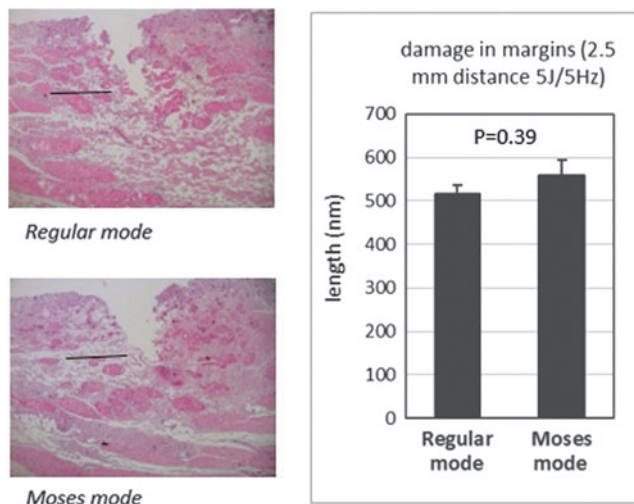 Regular mode
Moses mode
damage in margins (2.5
mm distance 5J/5Hz)
P=0.39
length (nm)
700
600
500
400
300
200
100
0
Regular
mode
Moses
mode